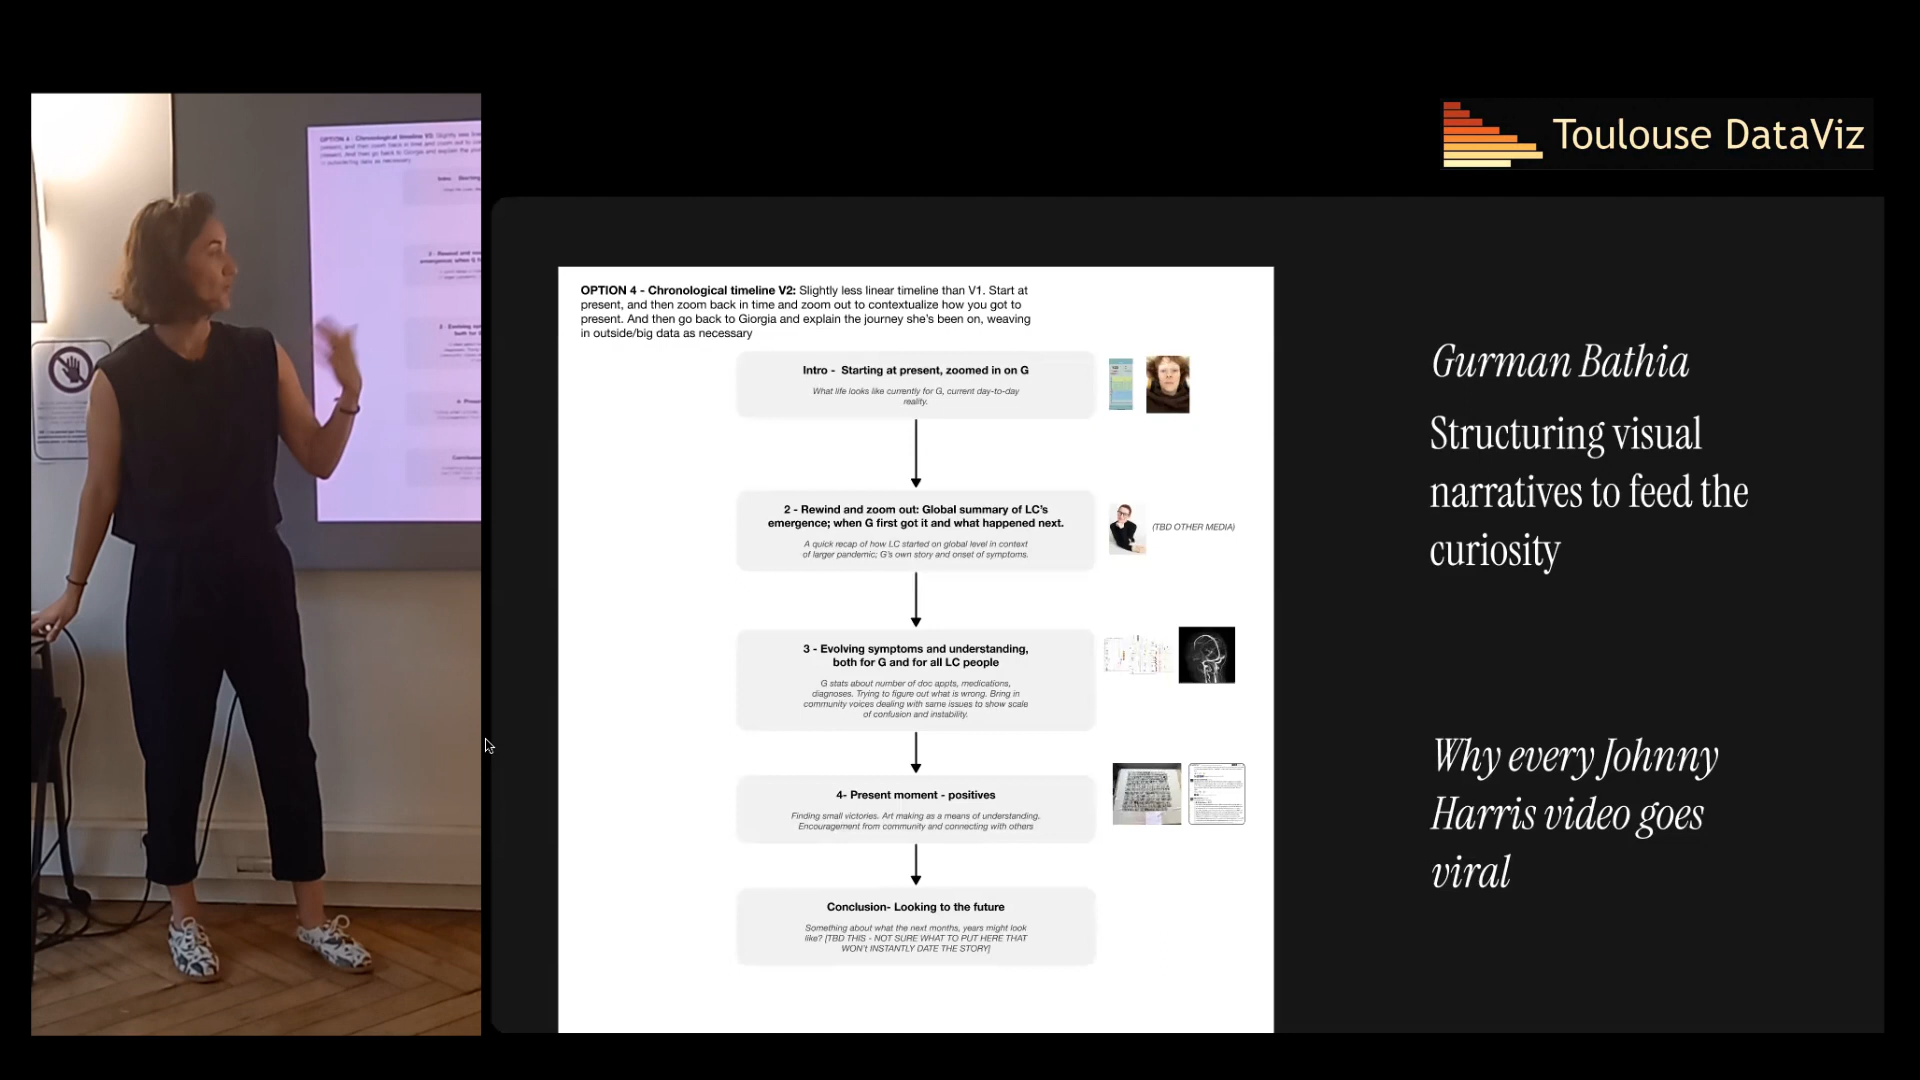 Toulouse DataViz
OPTION 4 - Chronological timeline V2: Slightly less linear timeline than V1. Start at
present, and then zoom back in time and zoom out to contextualize how you got to
present. And then go back to Giorgia and explain the journey she's been on, weaving
in outside/big data as necessary
Intro -  Starting at present, zoomed in on G
What life looks like currently for G, current day-to-day
reality.
2 - Rewind and zoom out: Global summary of LC's
emergence; when G first got it and what happened next.
A quick recap of how LC started on global level in context
of larger pandemic; G's own story and onset of symptoms.
(TBD OTHER MEDIA)
3 - Evolving symptoms and understanding,
both for G and for all LC people
G stats about number of doc appts, medications,
diagnoses. Trying to figure out what is wrong. Bring in
community voices dealing with same issues to show scale
of confusion and instability.
4- Present moment - positives
Finding small victories. Art making as a means of understanding.
Encouragement from community and connecting with others
Conclusion- Looking to the future
Something about what the next months, years might look
like? [TBD THIS - NOT SURE WHAT TO PUT HERE THAT
WON't INSTANTLY DATE THE STORY]
Gurman Bathia
Structuring visual
narratives to feed the
curiosity
Why every Johnny
Harris video goes
viral